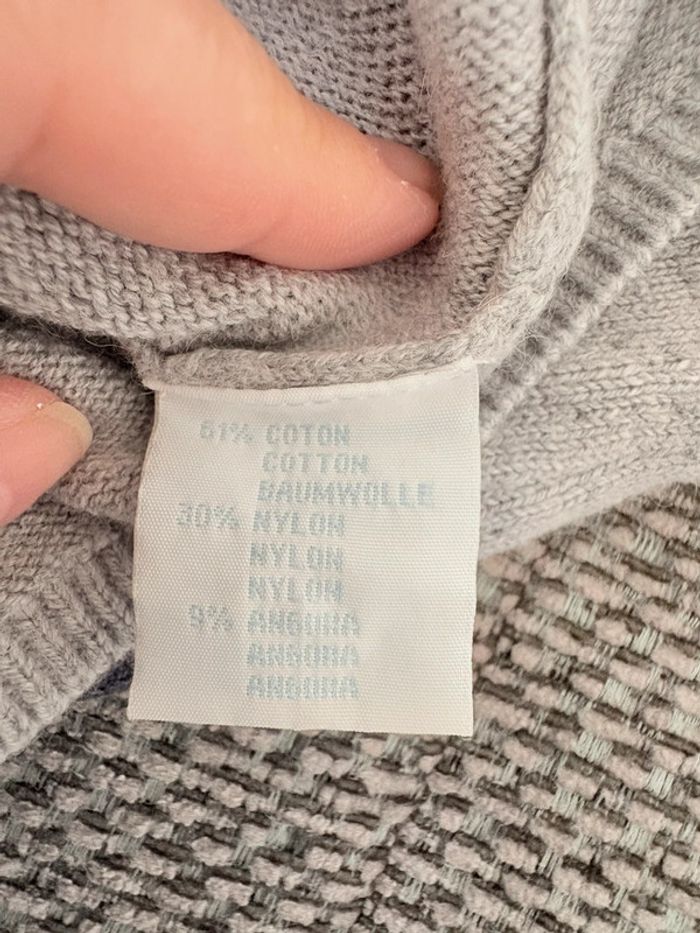 61% COTON
COTTON
BAUMWOLLE
30% NYLON
NYLON
NYLON
9% ANGORA
ANGORA
ANGORA